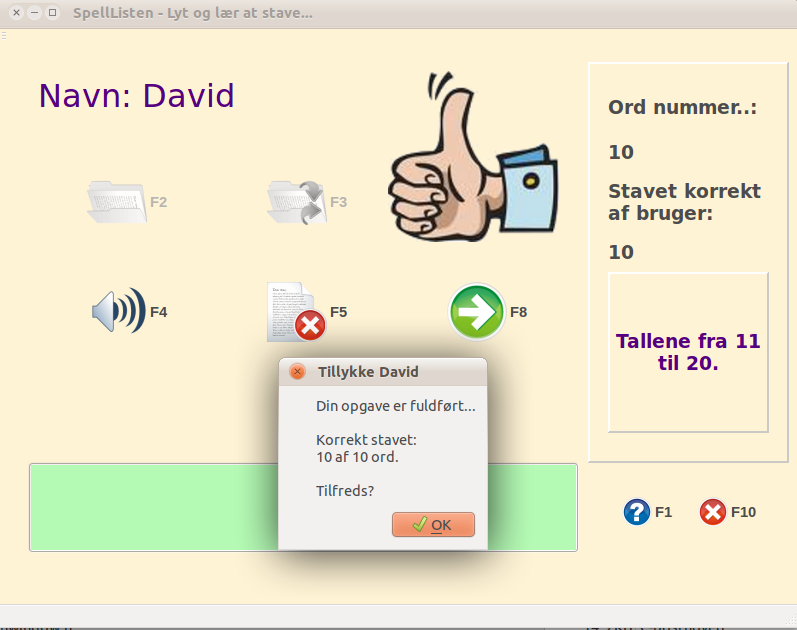 SpellListen - Lyt og lær at stave...
Navn: David
F2
F3
F4
F5
F8
Ord nummer..:
10
Stavet korrekt
af bruger:
10
Tallene fra 11
til 20.
Tillykke David
Din opgave er fuldført...
Korrekt stavet:
10 af 10 ord.
Tilfreds?
OK
F1
F10